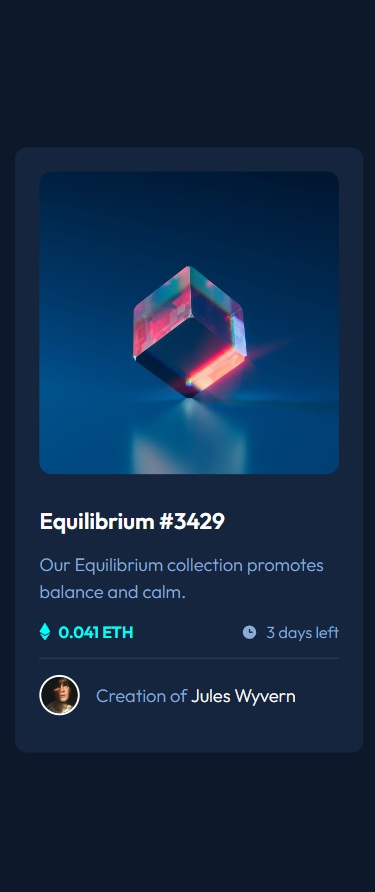 Equilibrium #3429
Our Equilibrium collection promotes
balance and calm.
0.041 ETH 3 days left
Creation of Jules Wyvern